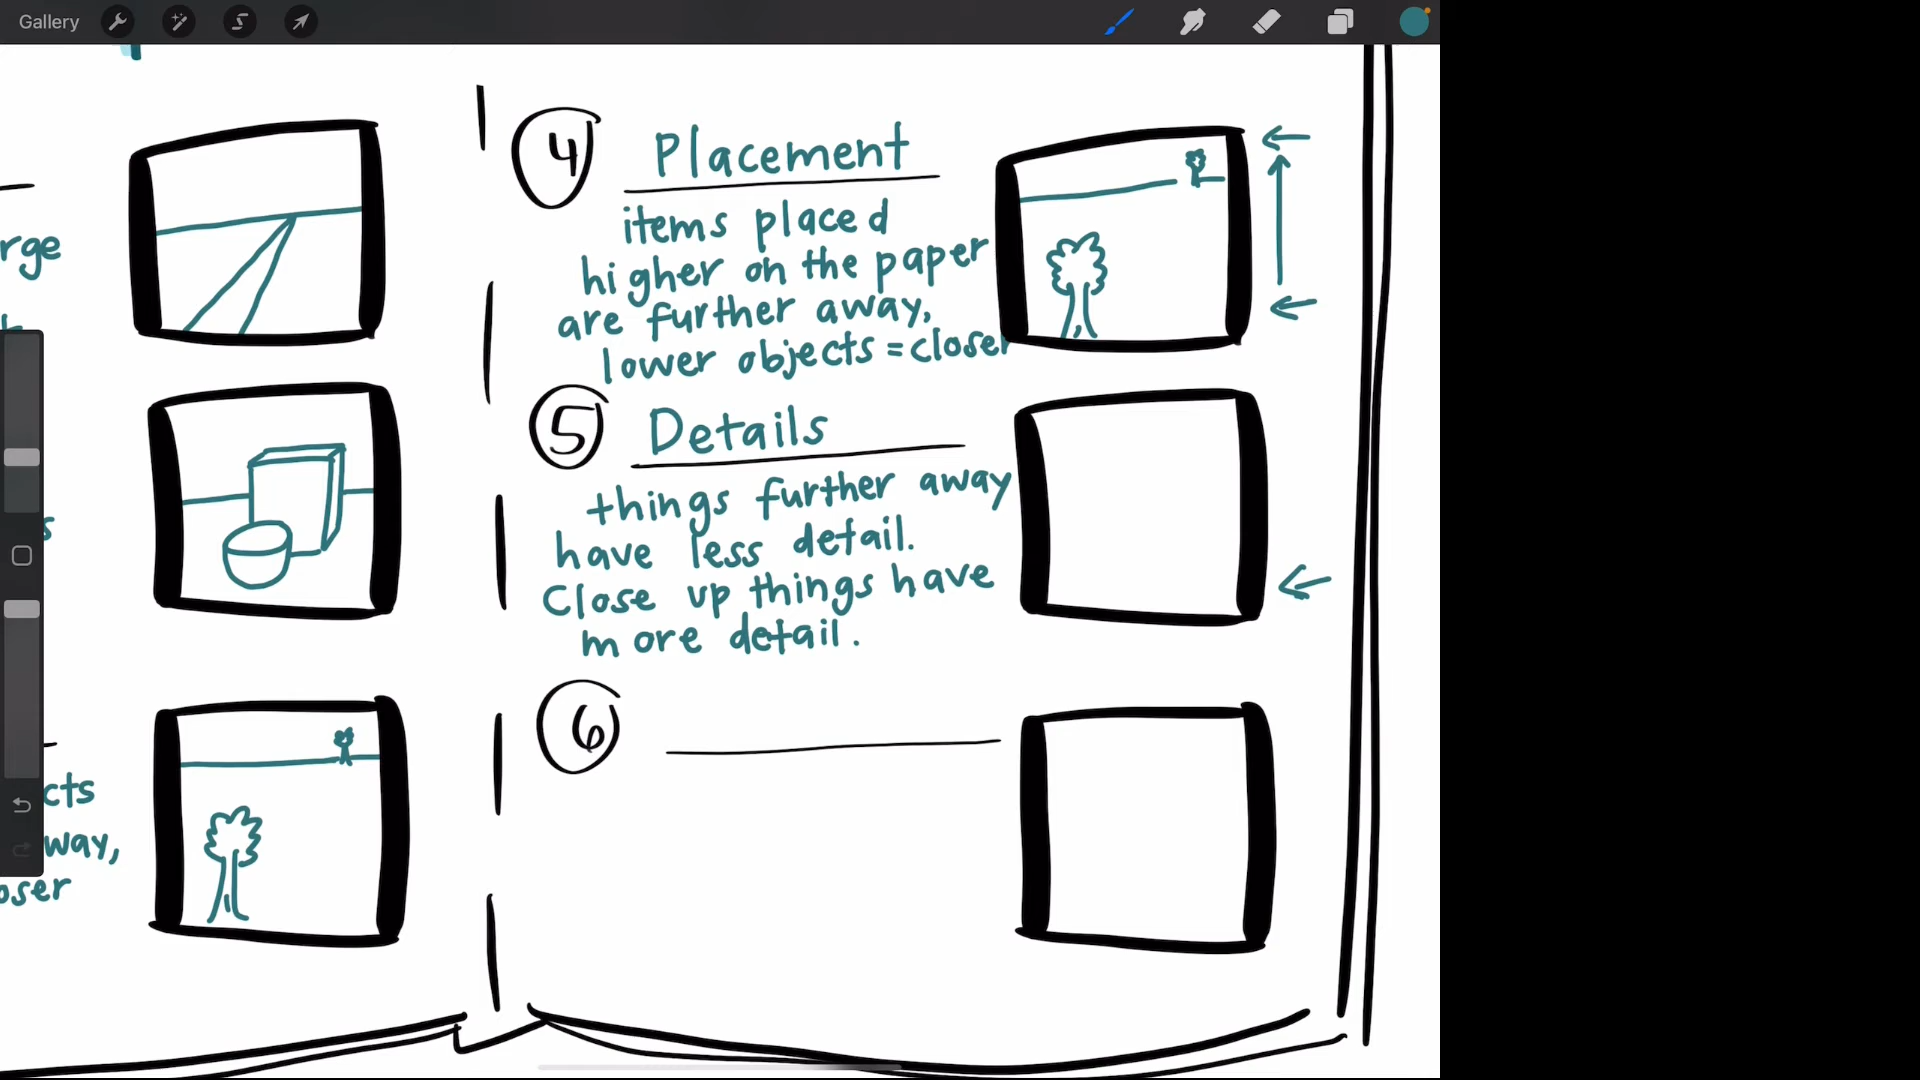 Gallery
rge
s
cts
way,
oser
4 Placement
items placed
higher on the paper
are further away,
lower objects = closer
5 Details
things further away
have less detail.
Close up things have
more detail.
6